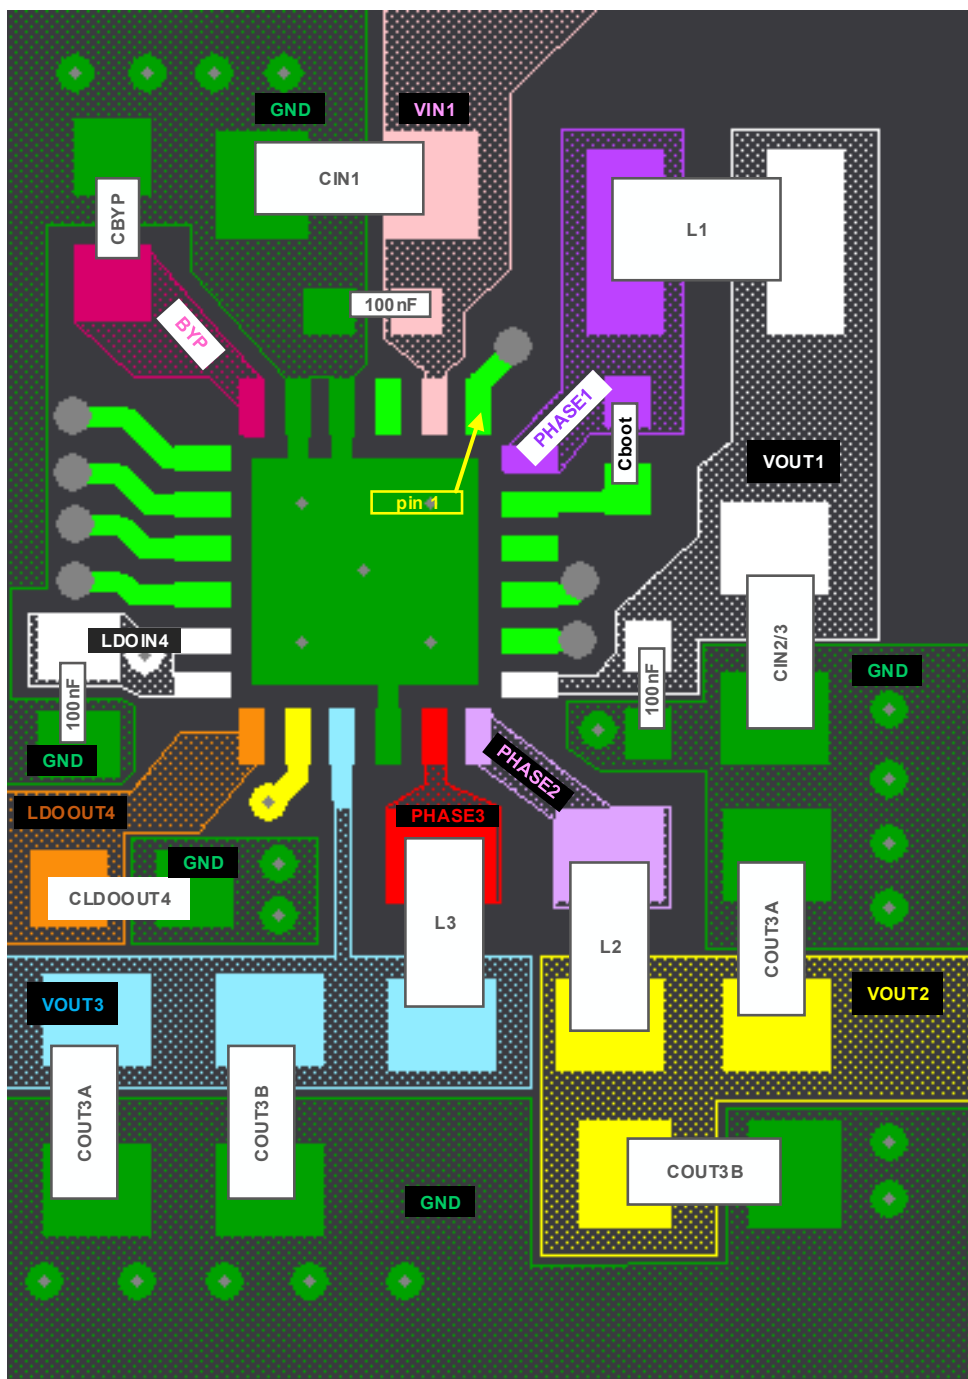 GND
VIN1
CIN1
CBYP
L1
100nF
BYP
PHASE1
Cboot
VOUT1
pin 1
LDOIN4
CIN2/3
100nF
100nF
GND
GND
PHASE2
LDOOUT4
PHASE3
GND
CLDOOUT4
L3
L2
COUT3A
VOUT3
VOUT2
COUT3A
COUT3B
COUT3B
GND